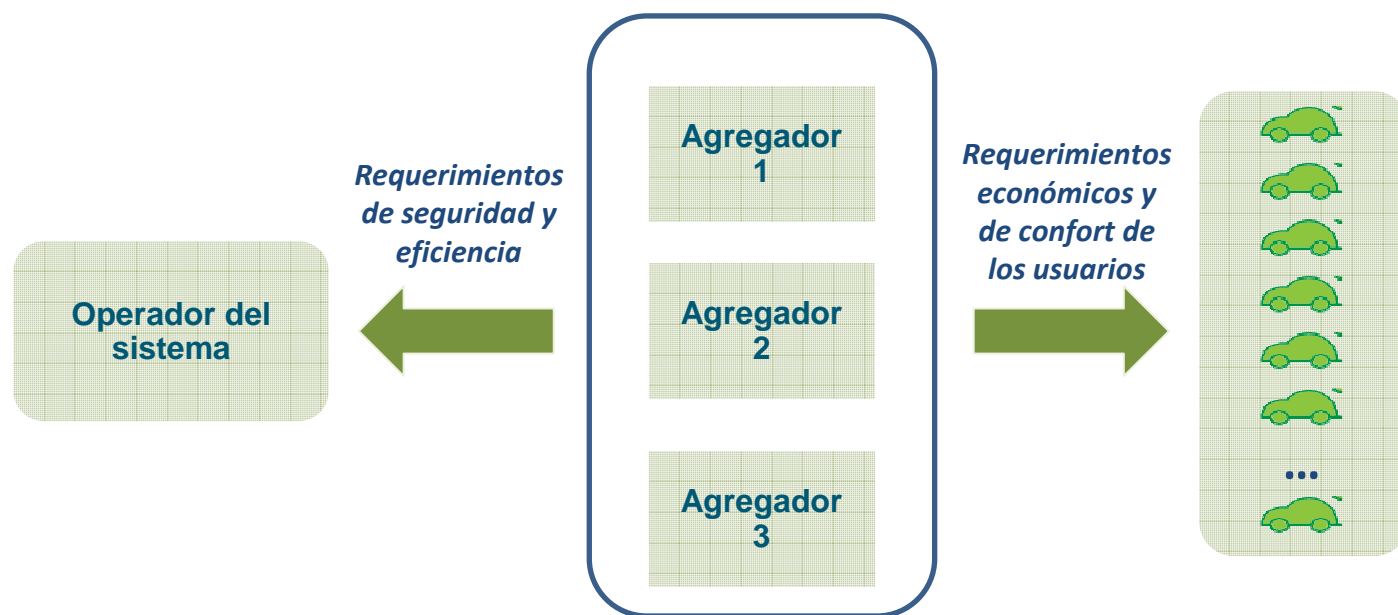 Operador del
sistema
Requerimientos
de seguridad y
eficiencia
Agregador
1
Agregador
2
Agregador
3
Requerimientos
económicos y
de confort de
los usuarios
...